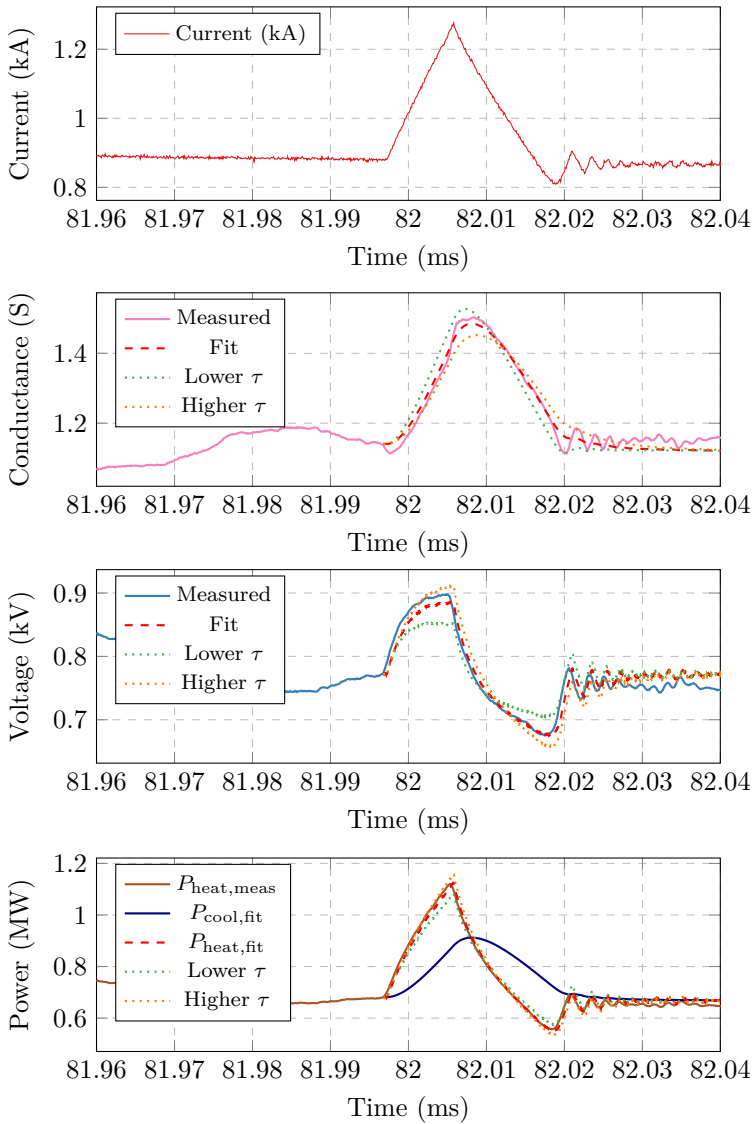 Current (kA)
1.2
1
0.8
Current (kA)
81.96 81.97 81.98 81.99 82 82.01 82.02 82.03 82.04
Time (ms)
Conductance (S)
1.4
1.2
Measured
Fit
Lower τ
Higher τ
81.96 81.97 81.98 81.99 82 82.01 82.02 82.03 82.04
Time (ms)
Voltage (kV)
0.9
0.8
0.7
Measured
Fit
Lower τ
Higher τ
81.96 81.97 81.98 81.99 82 82.01 82.02 82.03 82.04
Time (ms)
Power (MW)
1.2
1
0.8
0.6
P_heat,meas
P_cool,fit
P_heat,fit
Lower τ
Higher τ
81.96 81.97 81.98 81.99 82 82.01 82.02 82.03 82.04
Time (ms)